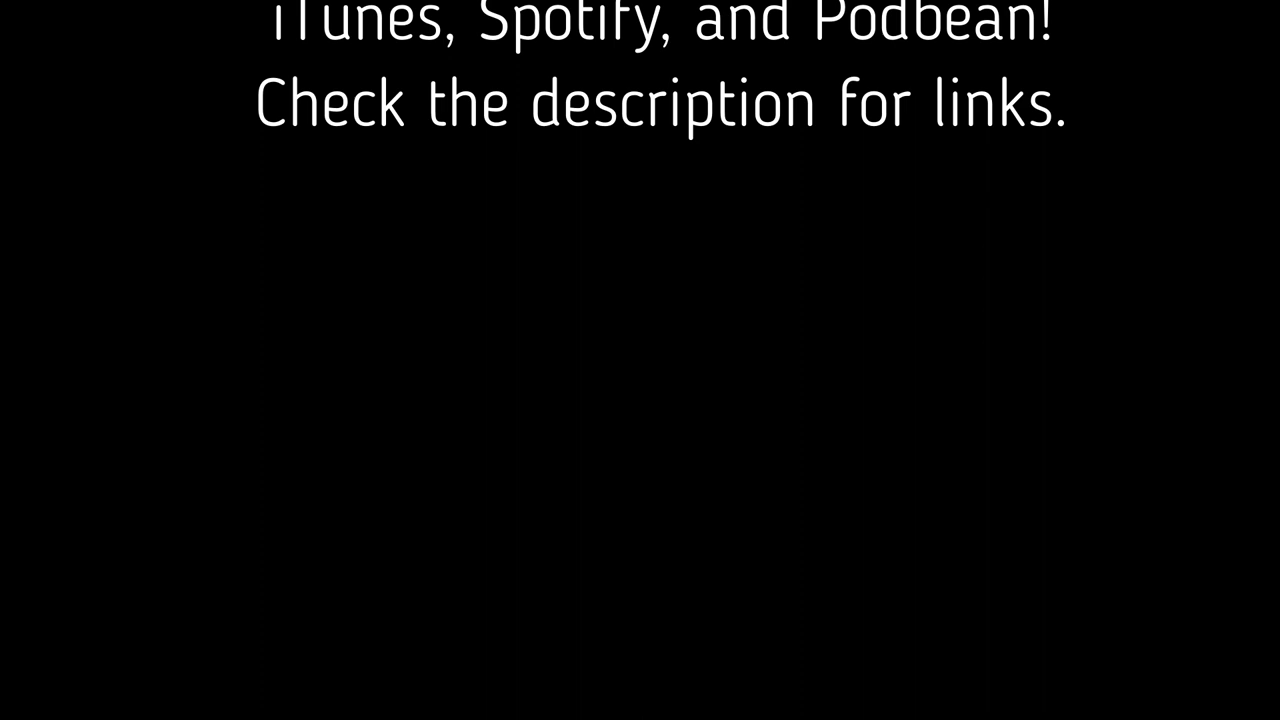 iTunes, Spotify, and Podbean!
Check the description for links.